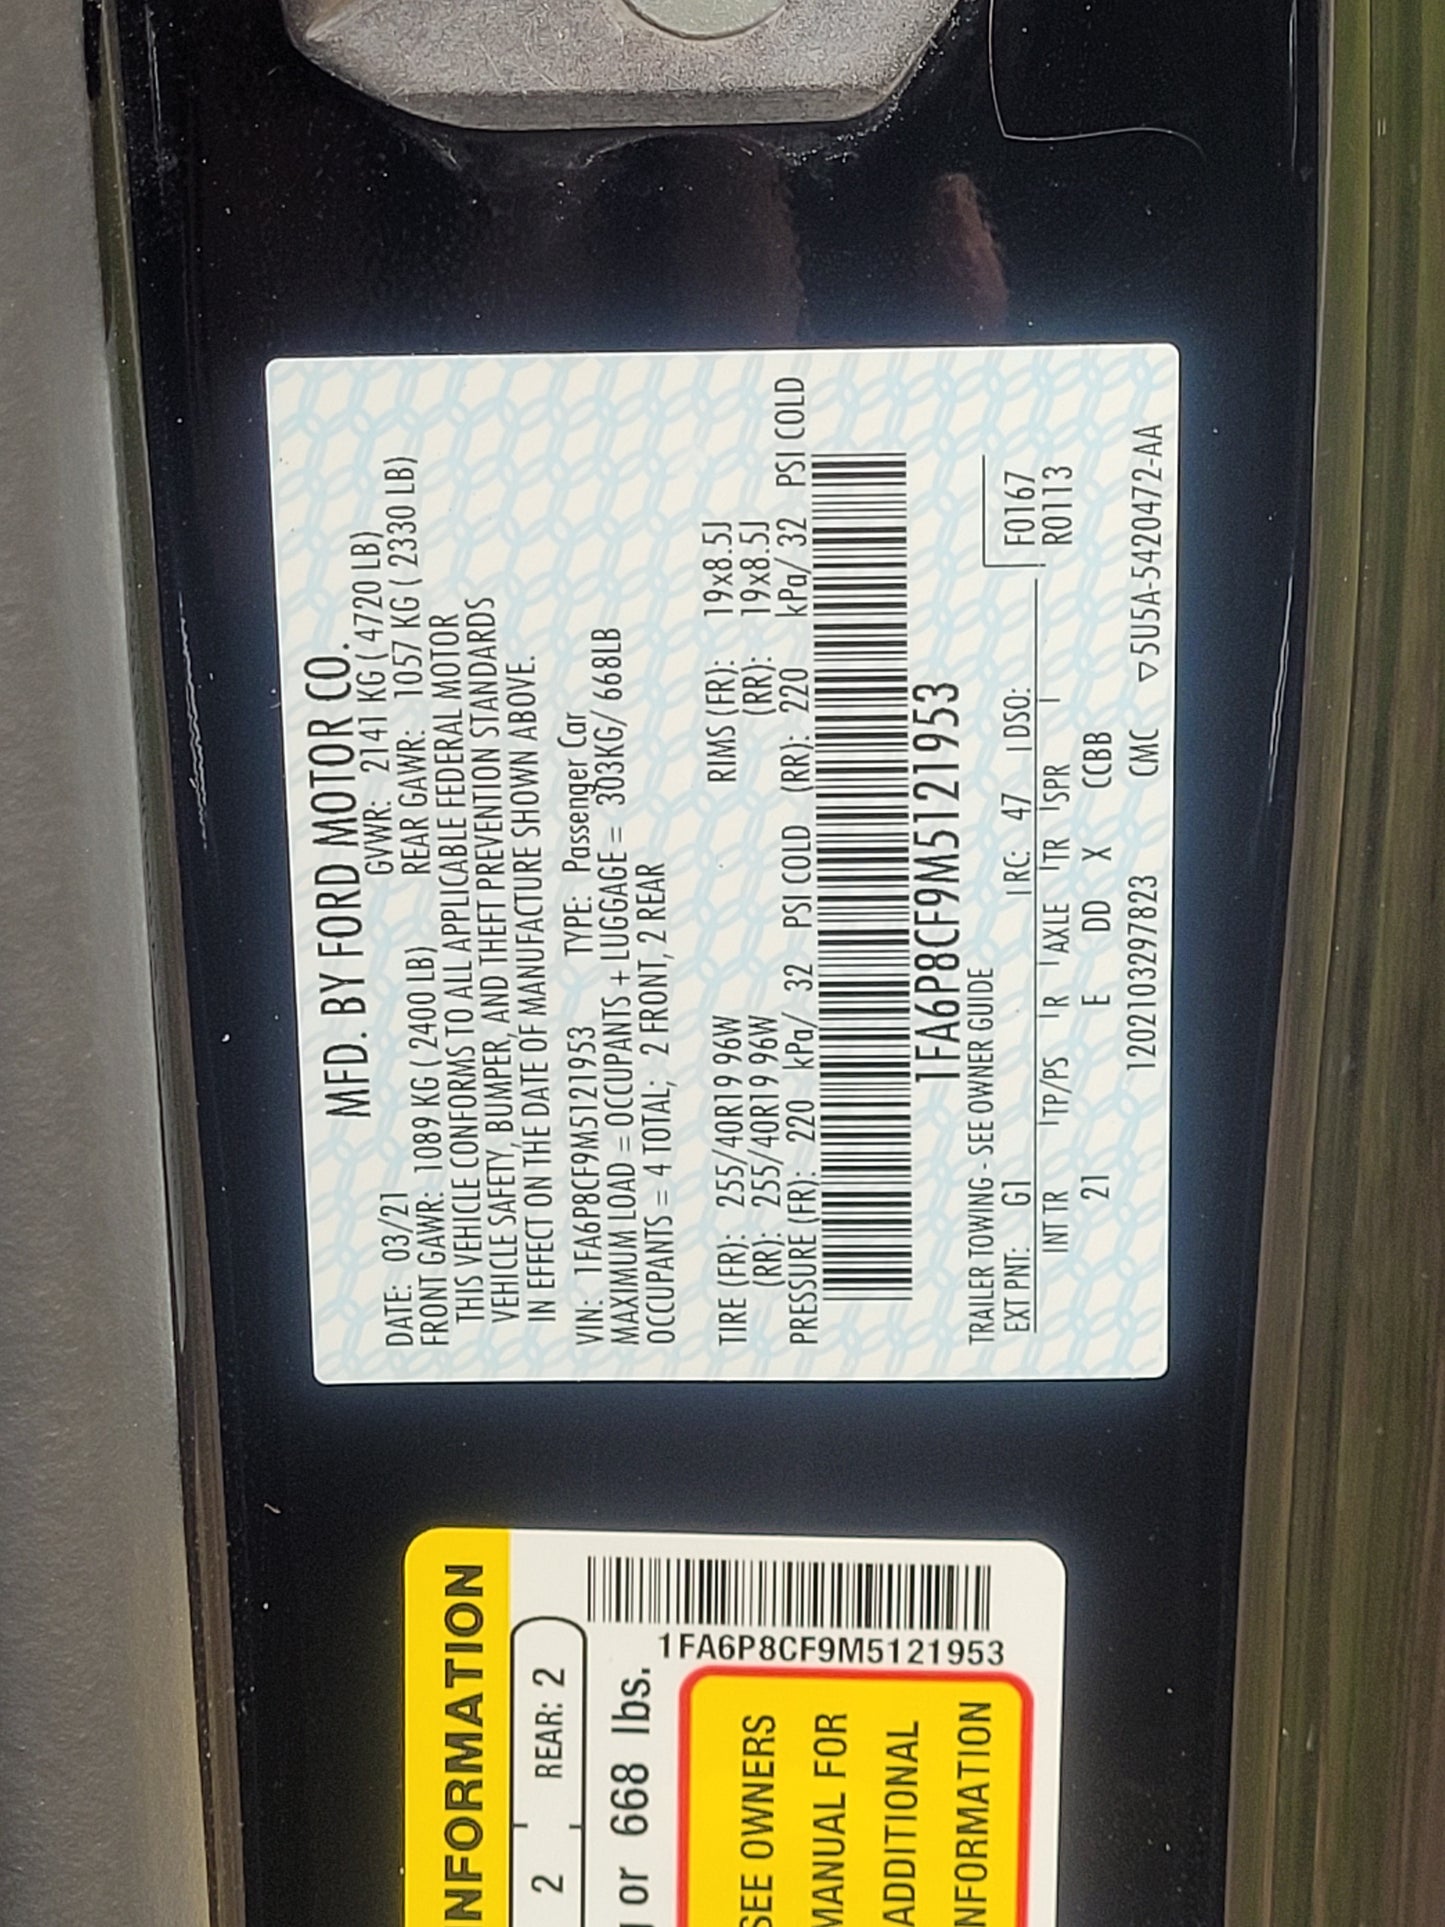 MFD. BY FORD MOTOR CO.
DATE: 03/21 GVWR: 2141 KG ( 4720 LB)
FRONT GAWR: 1089 KG ( 2400 LB) REAR GAWR: 1057 KG ( 2330 LB)
THIS VEHICLE CONFORMS TO ALL APPLICABLE FEDERAL MOTOR
VEHICLE SAFETY, BUMPER, AND THEFT PREVENTION STANDARDS
IN EFFECT ON THE DATE OF MANUFACTURE SHOWN ABOVE.
VIN: 1FA6P8CF9M5121953 TYPE: Passenger Car
MAXIMUM LOAD = OCCUPANTS + LUGGAGE = 303KG/ 668LB
OCCUPANTS = 4 TOTAL; 2 FRONT, 2 REAR
TIRE (FR): 255/40R19 96W RIMS (FR): 19x8.5J
(RR): 255/40R19 96W (RR): 19x8.5J
PRESSURE (FR): 220 kPa/ 32 PSI COLD (RR): 220 kPa/ 32 PSI COLD
1FA6P8CF9M5121953
TRAILER TOWING - SEE OWNER GUIDE
EXT PNT: G1 RC: 47 DSO: F0167
INT TR TP/PS R AXLE TR SPR R0113
21 E DD X CCBB
12021032978​23 CMC ▽5U5A-5420472-AA
NFORMATION
2 REAR: 2
or 668 lbs.
1FA6P8CF9M5121953
SEE OWNERS
MANUAL FOR
ADDITIONAL
NFORMATION